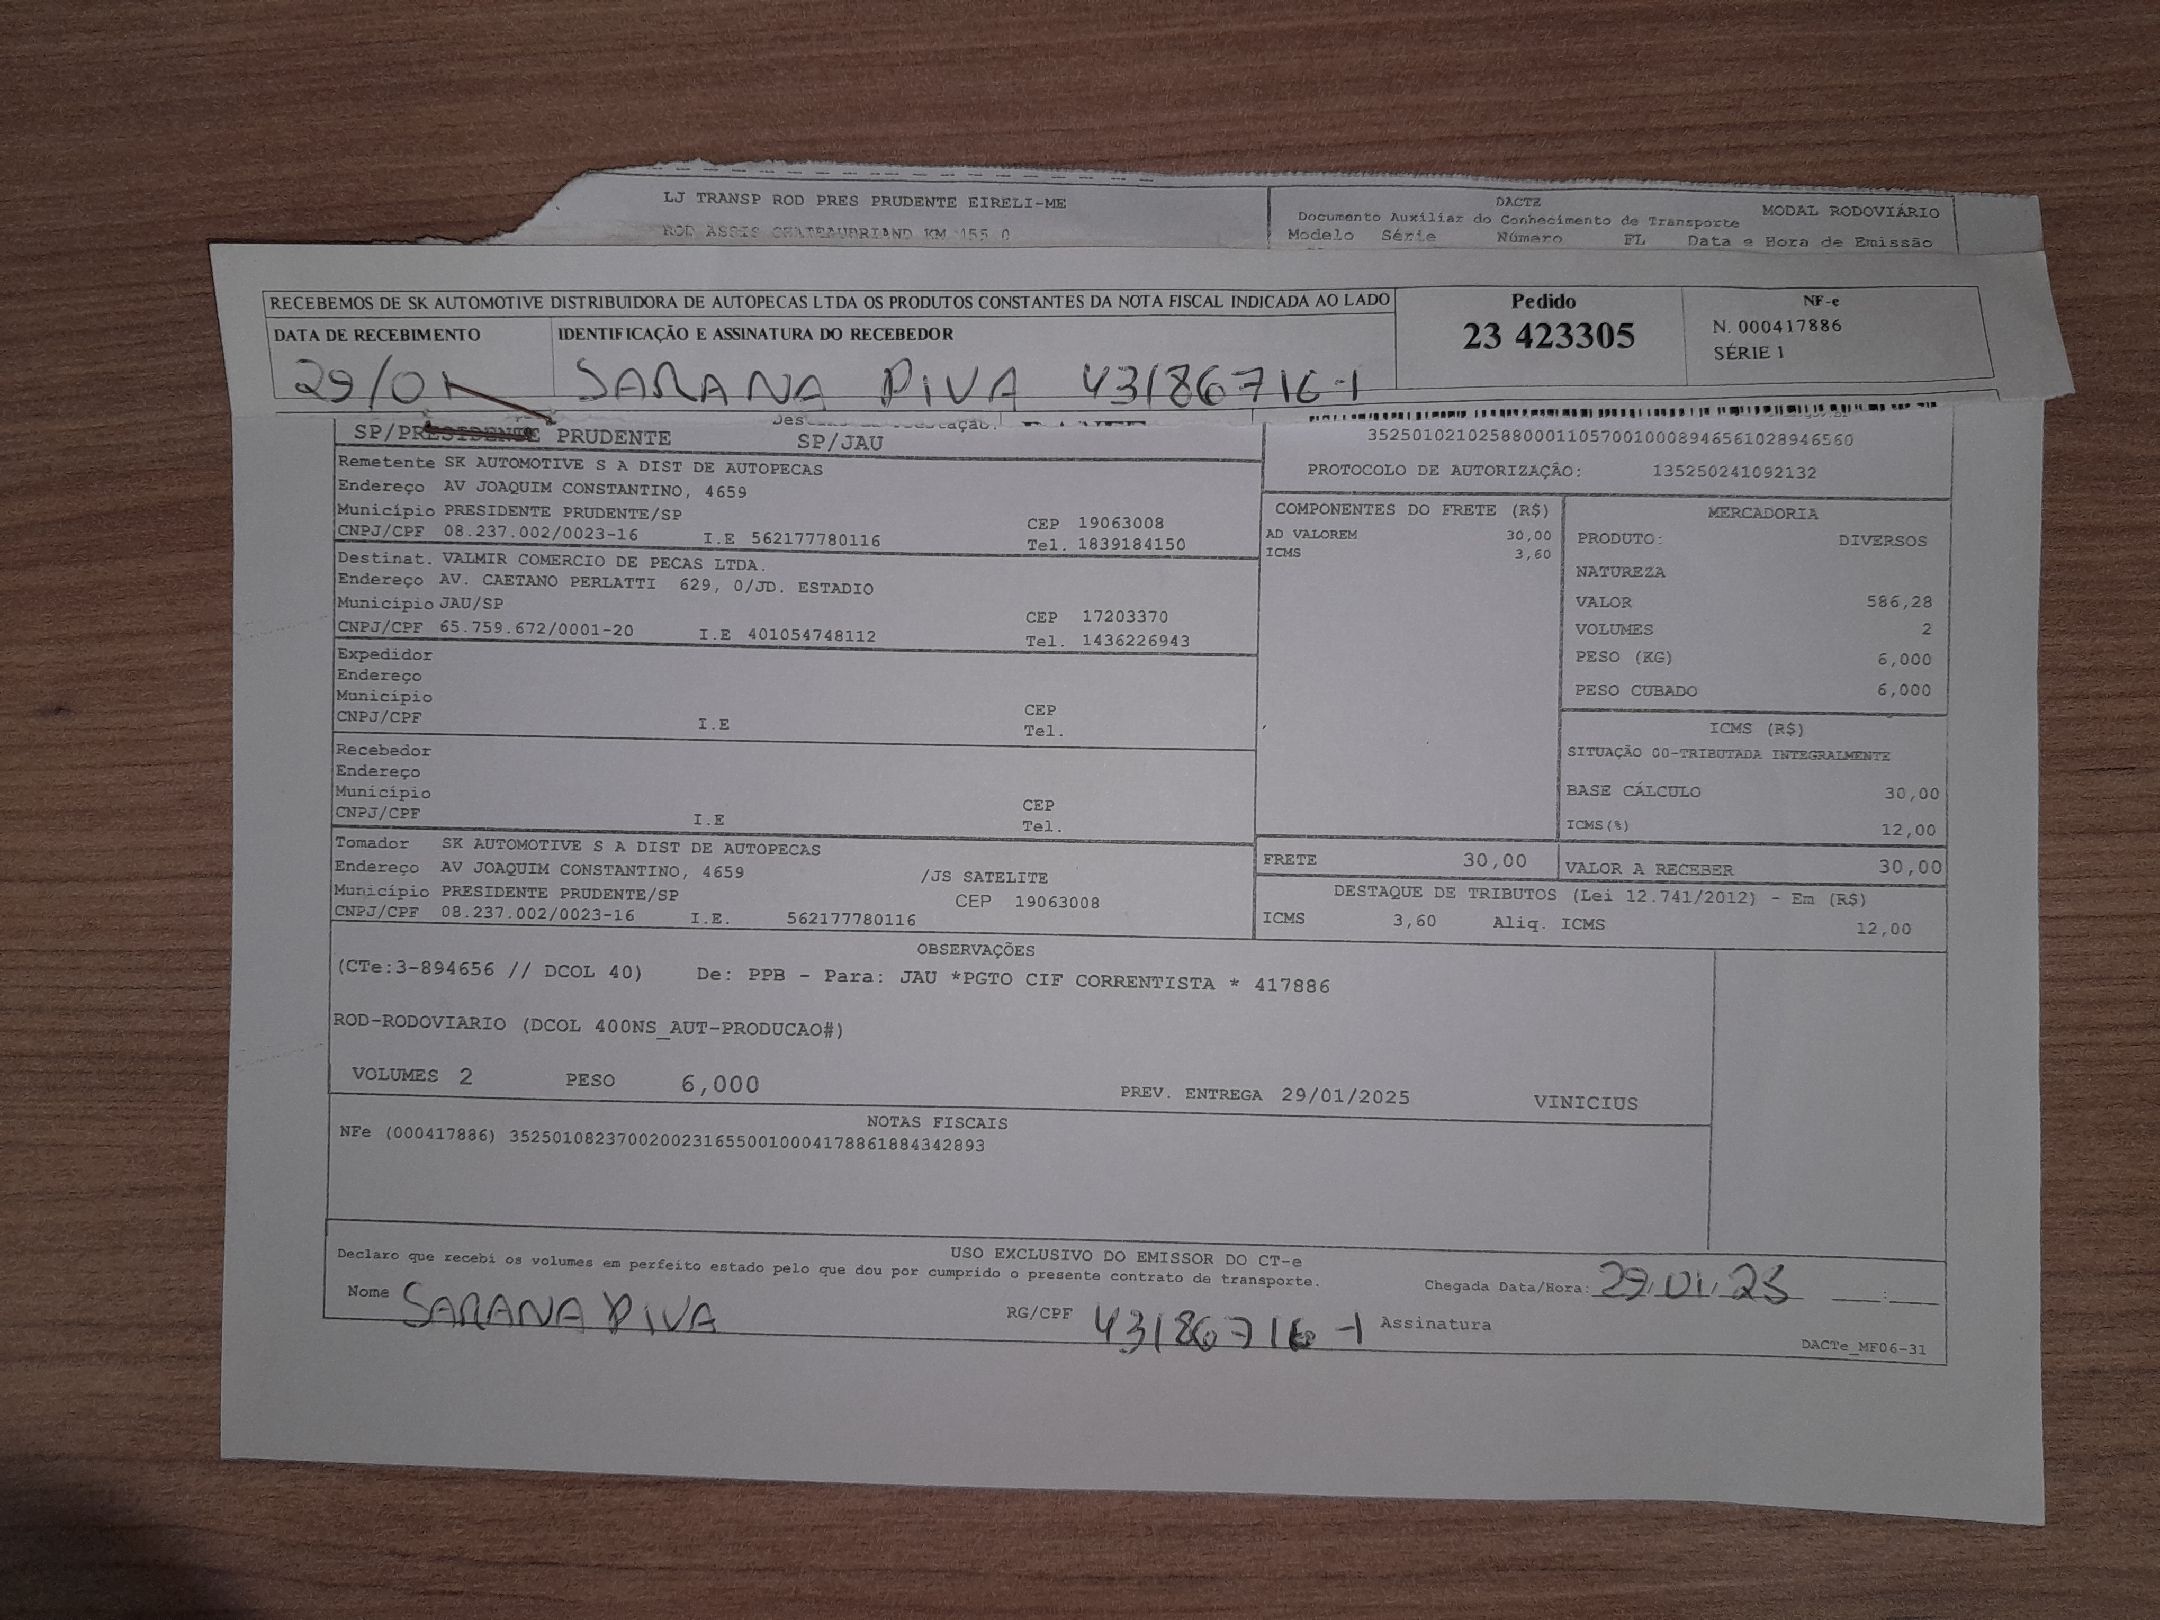 LJ TRANSP ROD PRES PRUDENTE EIRELI-ME
ROD ASSIS CHATEAUBRIAND KM 455 0
DACTE
Documento Auxiliar do Conhecimento de Transporte
MODAL RODOVIÁRIO
Modelo Série Número FL Data e Hora de Emissão
RECEBEMOS DE SK AUTOMOTIVE DISTRIBUIDORA DE AUTOPECAS LTDA OS PRODUTOS CONSTANTES DA NOTA FISCAL INDICADA AO LADO
DATA DE RECEBIMENTO
IDENTIFICAÇÃO E ASSINATURA DO RECEBEDOR
29/01
SARANA DIVA 43186716-1
Pedido
23 423305
NF-e
N. 000417886
SÉRIE 1
SP/PRESIDENTE PRUDENTE
SP/JAU
35250102102588000110570010008946561028946560
PROTOCOLO DE AUTORIZAÇÃO: 135250241092132
Remetente SK AUTOMOTIVE S A DIST DE AUTOPECAS
Endereço AV JOAQUIM CONSTANTINO, 4659
Município PRESIDENTE PRUDENTE/SP CEP 19063008
CNPJ/CPF 08.237.002/0023-16 I.E 562177780116 Tel. 1839184150
Destinat. VALMIR COMERCIO DE PECAS LTDA.
Endereço AV. CAETANO PERLATTI 629, 0/JD. ESTADIO
Município JAU/SP CEP 17203370
CNPJ/CPF 65.759.672/0001-20 I.E 401054748112 Tel. 1436226943
Expedidor
Endereço
Município CEP
CNPJ/CPF I.E Tel.
Recebedor
Endereço
Município CEP
CNPJ/CPF I.E Tel.
Tomador SK AUTOMOTIVE S A DIST DE AUTOPECAS
Endereço AV JOAQUIM CONSTANTINO, 4659 /JS SATELITE
Município PRESIDENTE PRUDENTE/SP CEP 19063008
CNPJ/CPF 08.237.002/0023-16 I.E. 562177780116
COMPONENTES DO FRETE (R$)
AD VALOREM 30,00
ICMS 3,60
MERCADORIA
PRODUTO: DIVERSOS
NATUREZA
VALOR 586,28
VOLUMES 2
PESO (KG) 6,000
PESO CUBADO 6,000
ICMS (R$)
SITUAÇÃO 00-TRIBUTADA INTEGRALMENTE
BASE CÁLCULO 30,00
ICMS(%) 12,00
FRETE 30,00
VALOR A RECEBER 30,00
DESTAQUE DE TRIBUTOS (Lei 12.741/2012) - Em (R$)
ICMS 3,60 Aliq. ICMS 12,00
OBSERVAÇÕES
(CTe:3-894656 // DCOL 40) De: PPB - Para: JAU *PGTO CIF CORRENTISTA * 417886
ROD-RODOVIARIO (DCOL 400NS_AUT-PRODUCAO#)
VOLUMES 2 PESO 6,000 PREV. ENTREGA 29/01/2025 VINICIUS
NOTAS FISCAIS
NFe (000417886) 35250108237002002316550010004178861884342893
USO EXCLUSIVO DO EMISSOR DO CT-e
Declaro que recebi os volumes em perfeito estado pelo que dou por cumprido o presente contrato de transporte.
Chegada Data/Hora: 29/01/25 __:__
Nome SARANA DIVA RG/CPF 43186716-1 Assinatura
DACTe_MF06-31